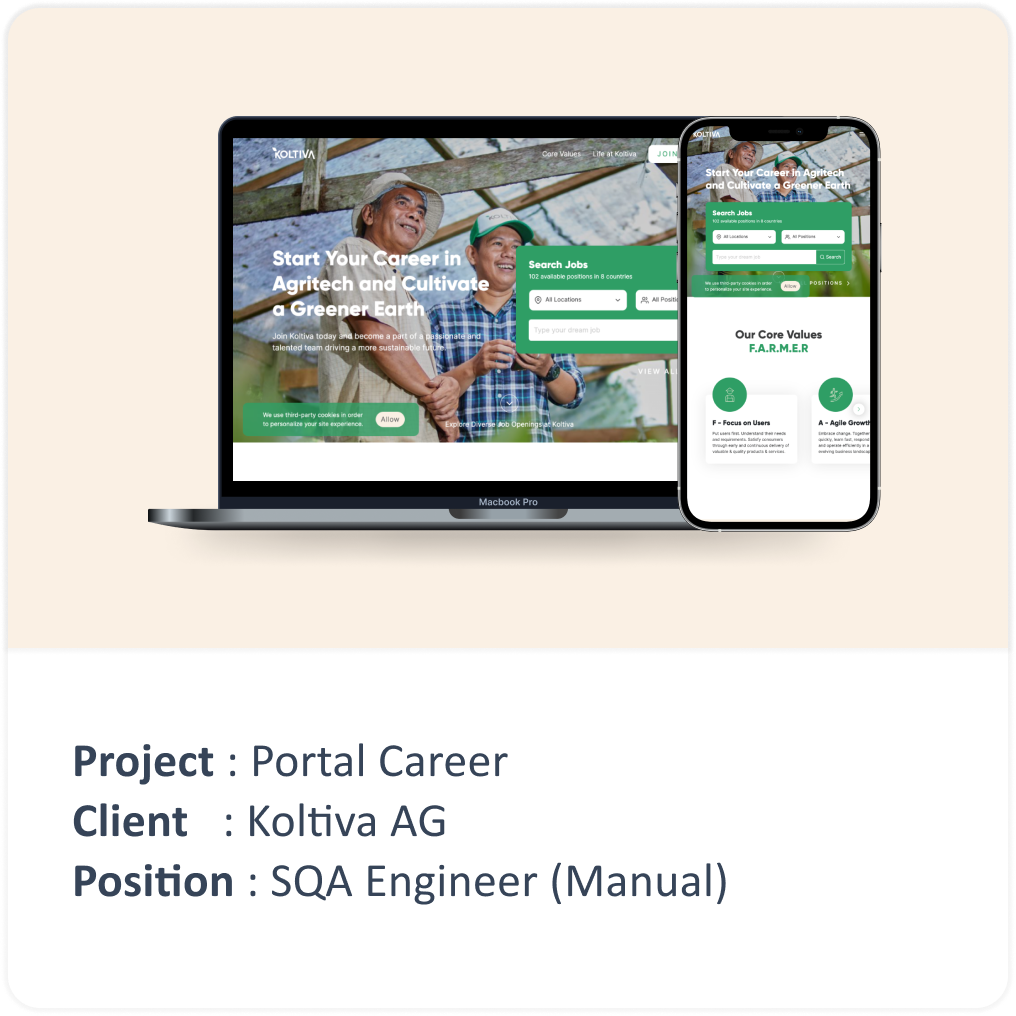 KOLTIVA
Core Values Life at Koltiva JOIN
Start Your Career in
Agritech and Cultivate
a Greener Earth
Join Koltiva today and become a part of a passionate and
talented team driving a more sustainable future.
Search Jobs
102 available positions in 8 countries
All Locations All Positi
Type your dream job
VIEW ALL
We use third-party cookies in order
to personalize your site experience.
Allow
Explore Diverse Job Openings at Koltiva
Macbook Pro
KOLTIVA
Start Your Career in Agritech
and Cultivate a Greener Earth
Search Jobs
102 available positions in 8 countries
All Locations All Positions
Type your dream job Search
We use third-party cookies in order
to personalize your site experience.
Allow
POSITIONS
Our Core Values
F.A.R.M.E.R
F - Focus on Users
Put users first. Understand their needs
and requirements. Satisfy consumers
through early and continuous delivery of
valuable & quality products & services.
A - Agile Growth
Embrace change. Together
quickly, learn fast, respond
and operate efficiently in a
evolving business landscap
Project : Portal Career
Client : Koltiva AG
Position : SQA Engineer (Manual)